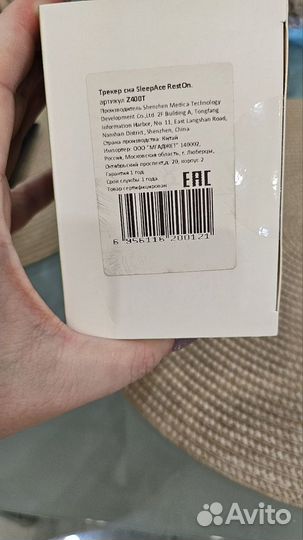 Трекер сна SleepAce RestOn.
артикул Z400T
Производитель Shenzhen Medica Technology
Development Co.,Ltd 2F Building A, Tongfang
Information Harbor, No. 11, East Langshan Road,
Nanshan District, Shenzhen, China
Страна производства: Китай
Импортер: ООО "МГАДЖЕТ" 140002,
Россия, Московская область, г. Люберцы,
Октябрьский проспект,д. 29, корпус 2
Гарантия 1 год.
Срок службы 1 года.
Товар сертифицирован
EAC
6 956116 200121
Avito